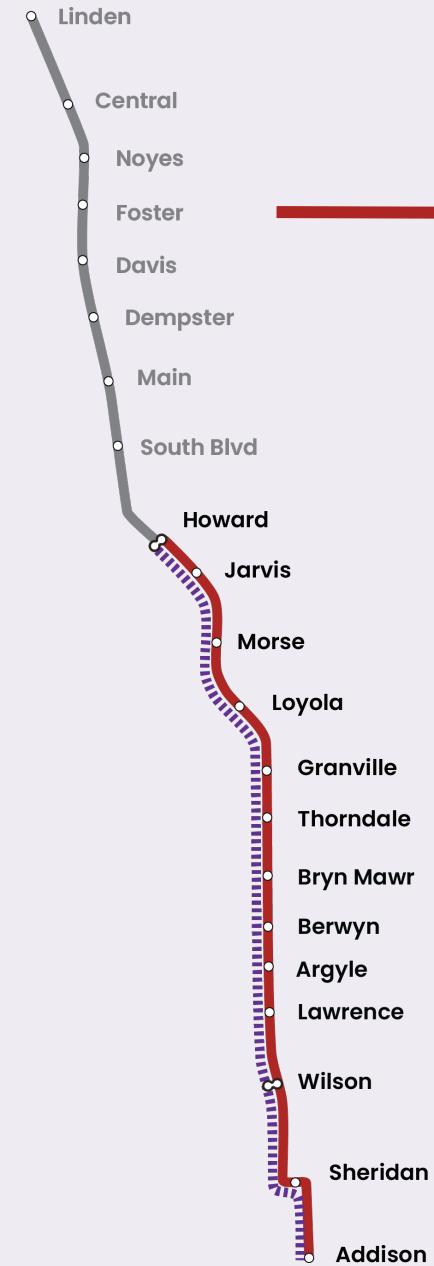 Linden
Central
Noyes
Foster
Davis
Dempster
Main
South Blvd
Howard
Jarvis
Morse
Loyola
Granville
Thorndale
Bryn Mawr
Berwyn
Argyle
Lawrence
Wilson
Sheridan
Addison